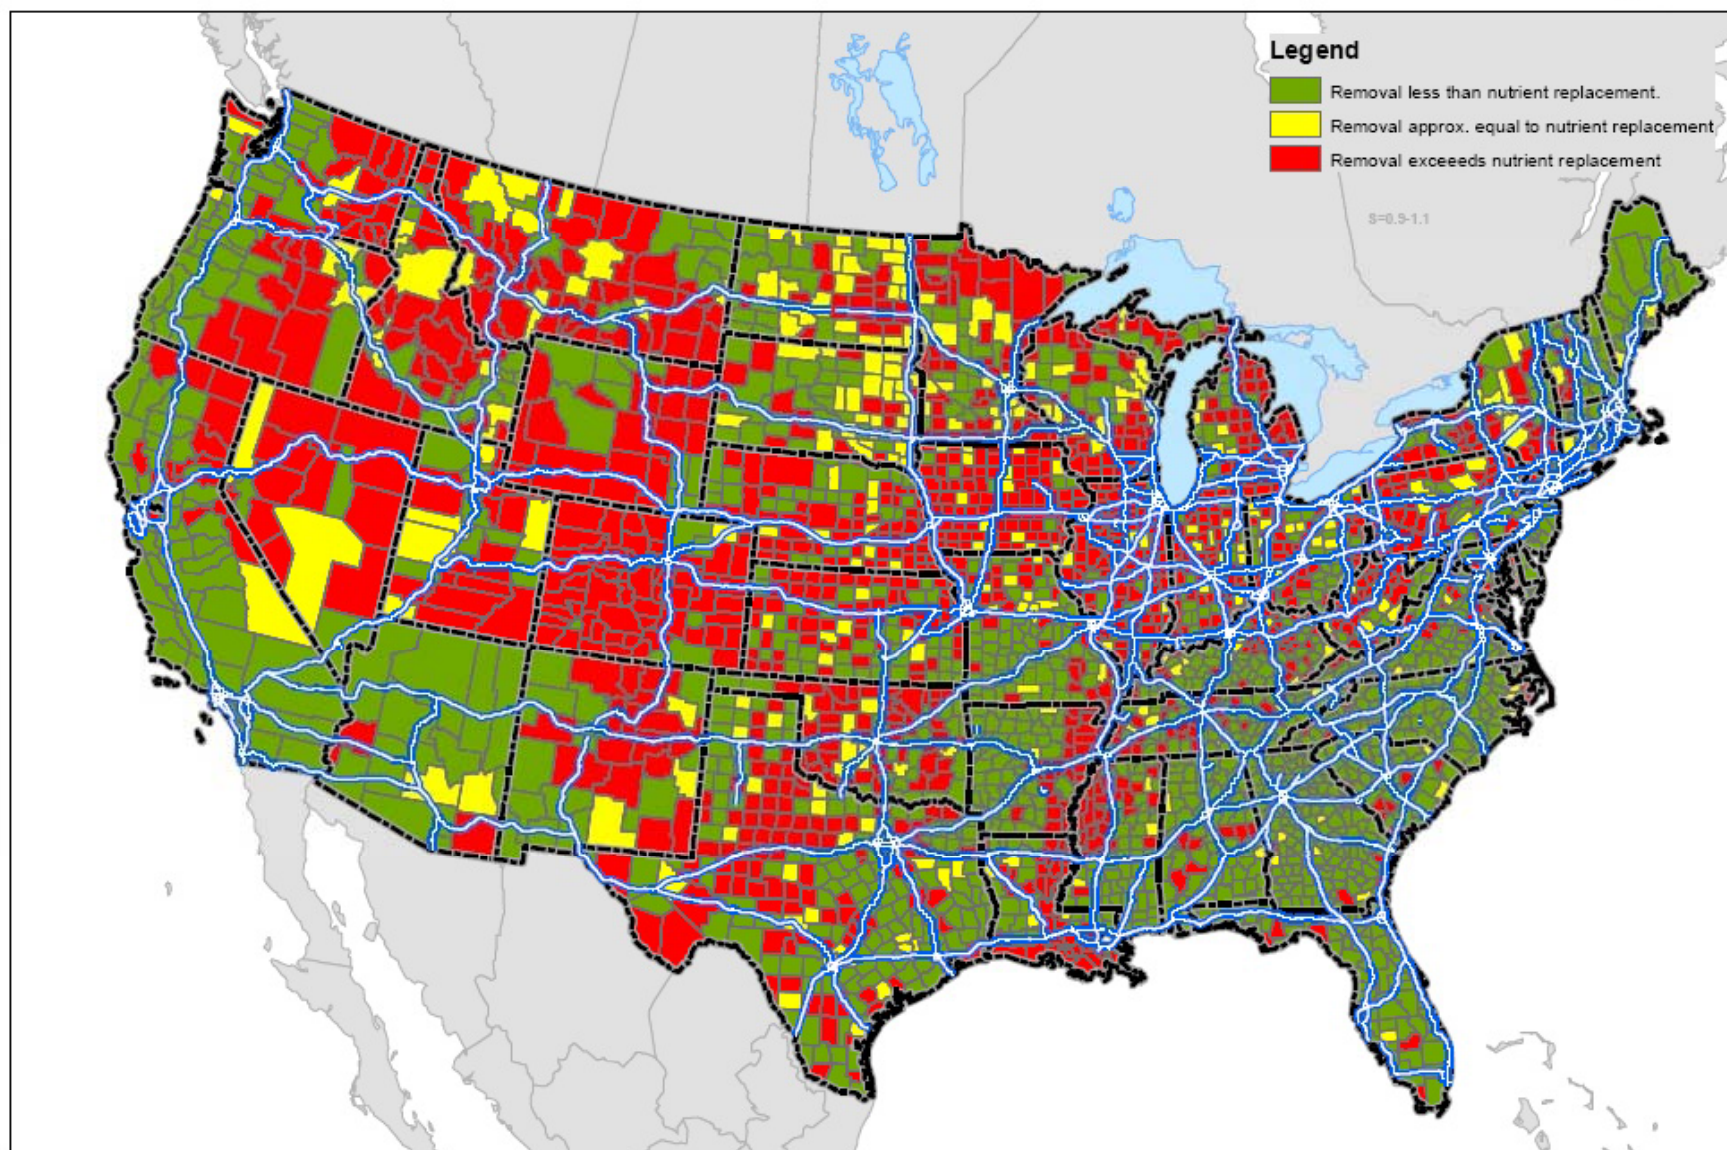 Legend
Removal less than nutrient replacement.
Removal approx. equal to nutrient replacement
Removal exceeeds nutrient replacement
S=0.9-1.1